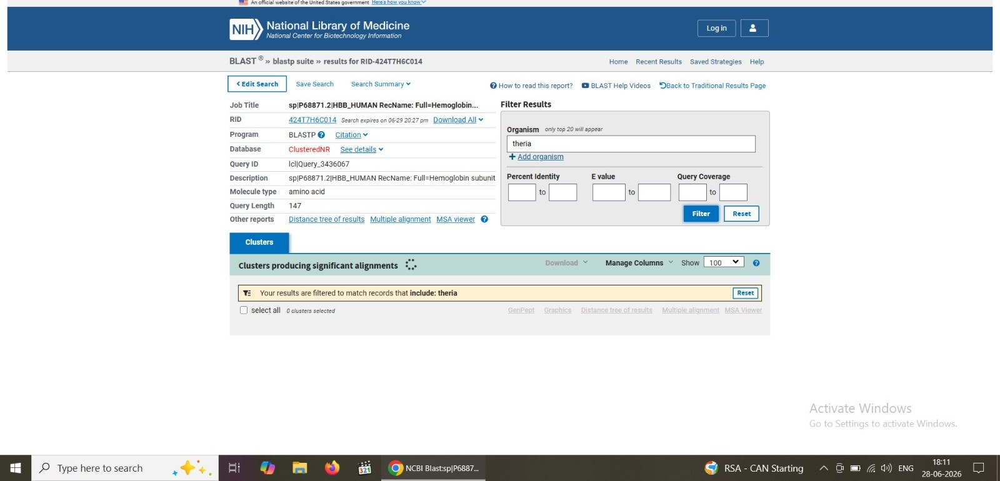 An official website of the United States government Here's how you know
NIH National Library of Medicine
National Center for Biotechnology Information
Log in
BLAST ® » blastp suite » results for RID-424T7H6C014
Home Recent Results Saved Strategies Help
Edit Search Save Search Search Summary
How to read this report? BLAST Help Videos Back to Traditional Results Page
Job Title sp|P68871.2|HBB_HUMAN RecName: Full=Hemoglobin...
RID 424T7H6C014 Search expires on 06-29 20:27 pm Download All
Program BLASTP ? Citation
Database ClusteredNR See details
Query ID lcl|Query_3436067
Description sp|P68871.2|HBB_HUMAN RecName: Full=Hemoglobin subunit
Molecule type amino acid
Query Length 147
Other reports Distance tree of results Multiple alignment MSA viewer ?
Filter Results
Organism only top 20 will appear
theria
+ Add organism
Percent Identity E value Query Coverage
to to to
Filter Reset
Clusters
Clusters producing significant alignments
Download Manage Columns Show 100 ?
Your results are filtered to match records that include: theria Reset
select all 0 clusters selected
GenPept Graphics Distance tree of results Multiple alignment MSA Viewer
Activate Windows
Go to Settings to activate Windows.
Type here to search
321
NCBI Blast:sp|P6887...
RSA - CAN Starting
ENG
18:11
28-06-2026